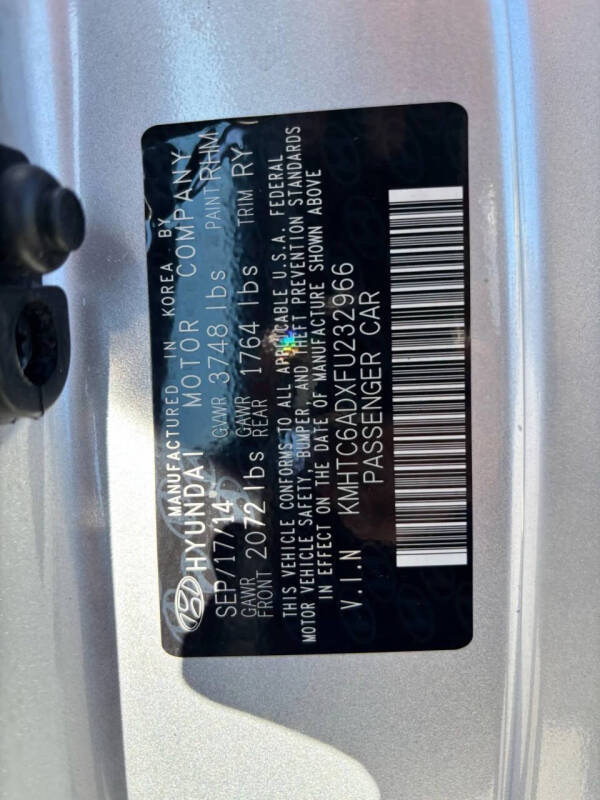 MANUFACTURED IN KOREA BY
HYUNDAI MOTOR COMPANY
SEP/17/14 GVWR 3748 lbs PAINT RHM
GAWR FRONT 2072 lbs GAWR REAR 1764 lbs TRIM RY
THIS VEHICLE CONFORMS TO ALL APPLICABLE U.S.A. FEDERAL
MOTOR VEHICLE SAFETY, BUMPER, AND THEFT PREVENTION STANDARDS
IN EFFECT ON THE DATE OF MANUFACTURE SHOWN ABOVE
V.I.N KMHTC6ADXFU232966
PASSENGER CAR